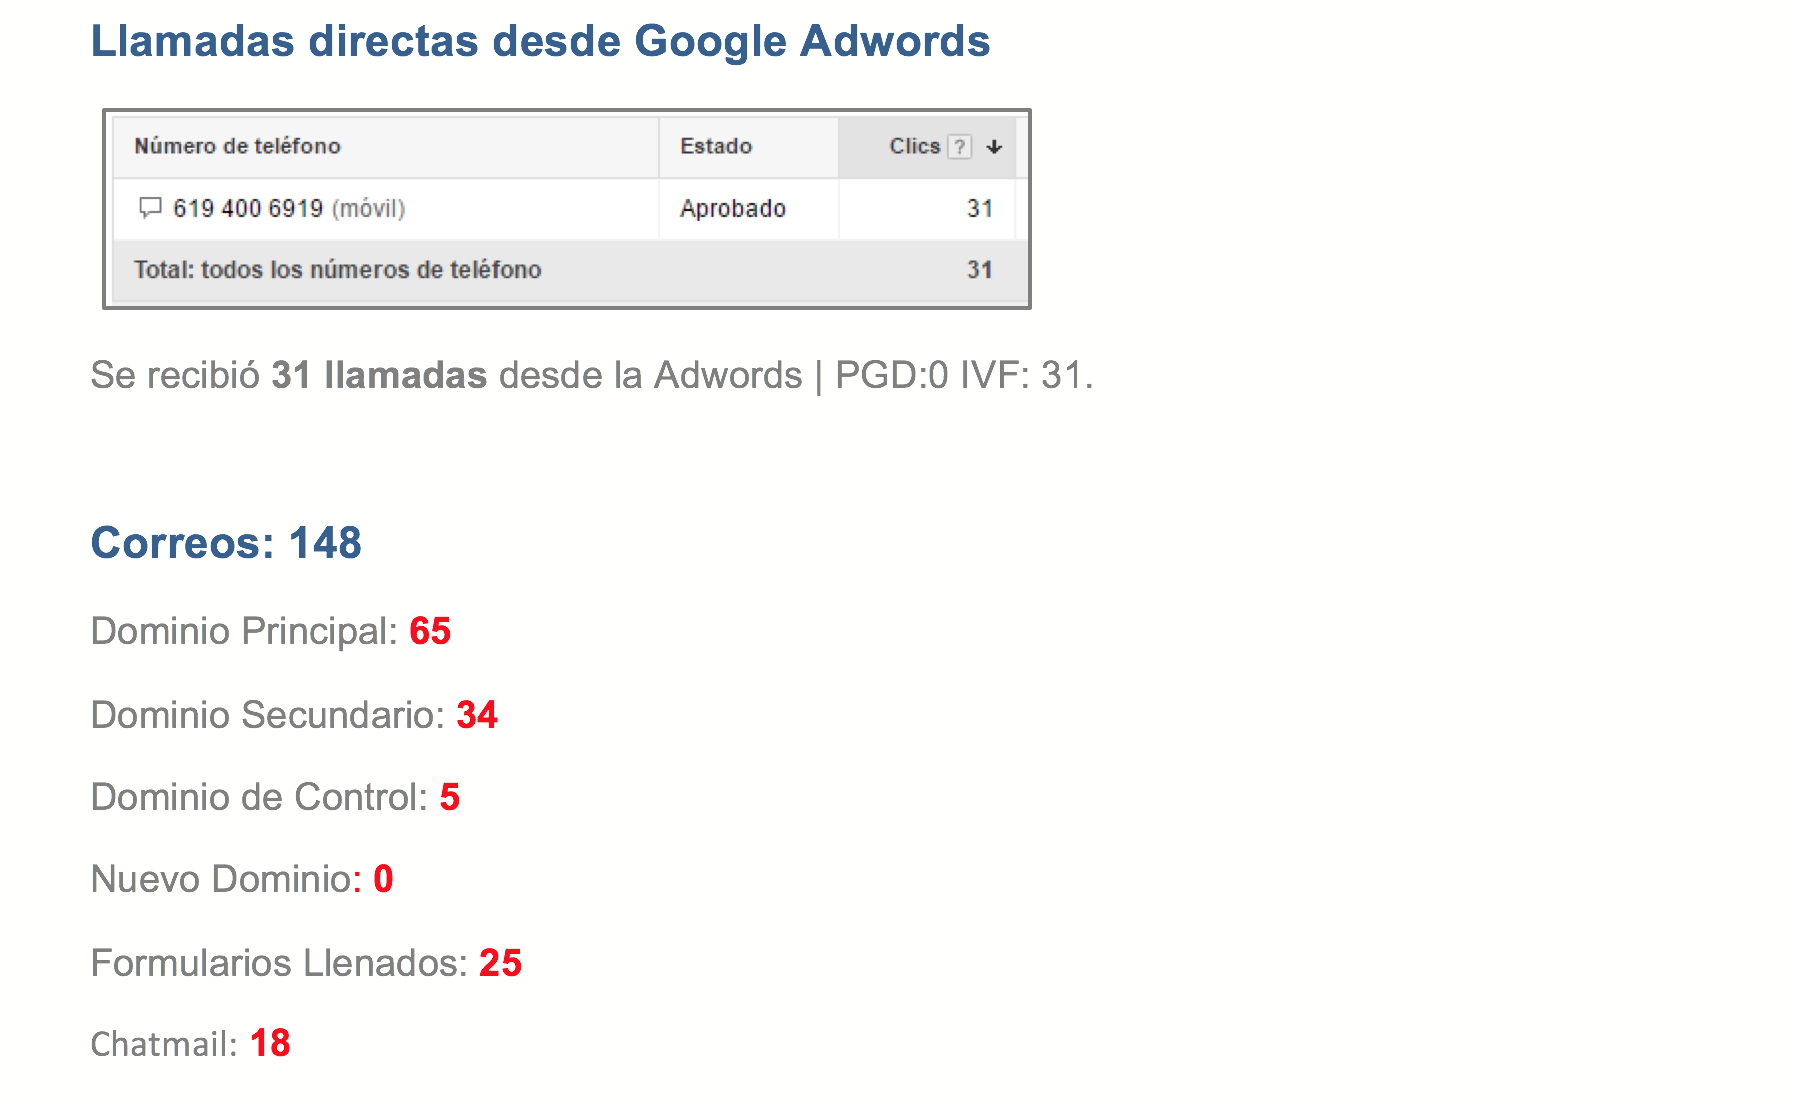 Llamadas directas desde Google Adwords
Número de teléfono Estado Clics ? ↓
619 400 6919 (móvil) Aprobado 31
Total: todos los números de teléfono 31
Se recibió 31 llamadas desde la Adwords | PGD:0 IVF: 31.
Correos: 148
Dominio Principal: 65
Dominio Secundario: 34
Dominio de Control: 5
Nuevo Dominio: 0
Formularios Llenados: 25
Chatmail: 18